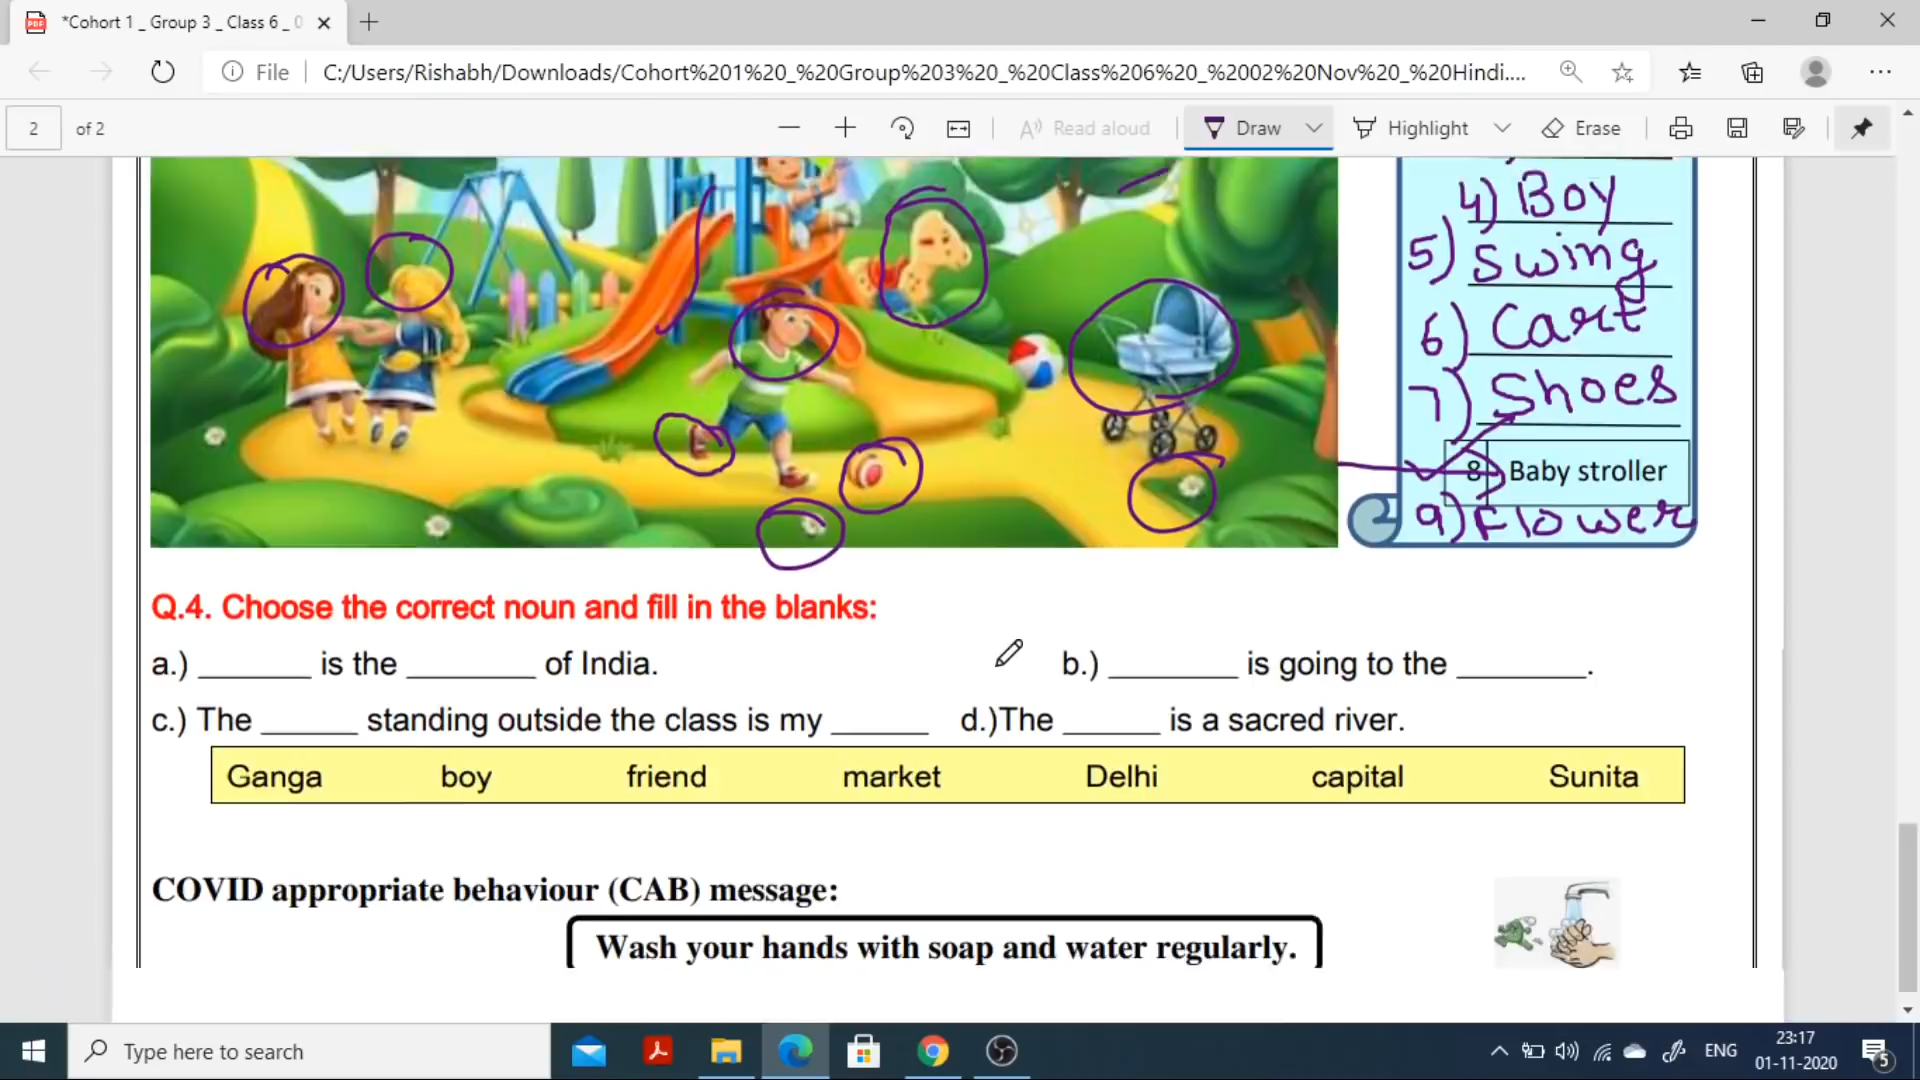 *Cohort 1 _ Group 3 _ Class 6 _ 0
File C:/Users/Rishabh/Downloads/Cohort%201%20_%20Group%203%20_%20Class%206%20_%2002%20Nov%20_%20Hindi....
2 of 2 Read aloud Draw Highlight Erase
4) Boy
5) Swing
6) Cart
7) Shoes
8 Baby stroller
9) Flower
Q.4. Choose the correct noun and fill in the blanks:
a.) _______ is the ________ of India. b.) ________ is going to the ________.
c.) The ______ standing outside the class is my ______ d.)The ______ is a sacred river.
Ganga boy friend market Delhi capital Sunita
COVID appropriate behaviour (CAB) message:
Wash your hands with soap and water regularly.
Type here to search
ENG
23:17
01-11-2020
5